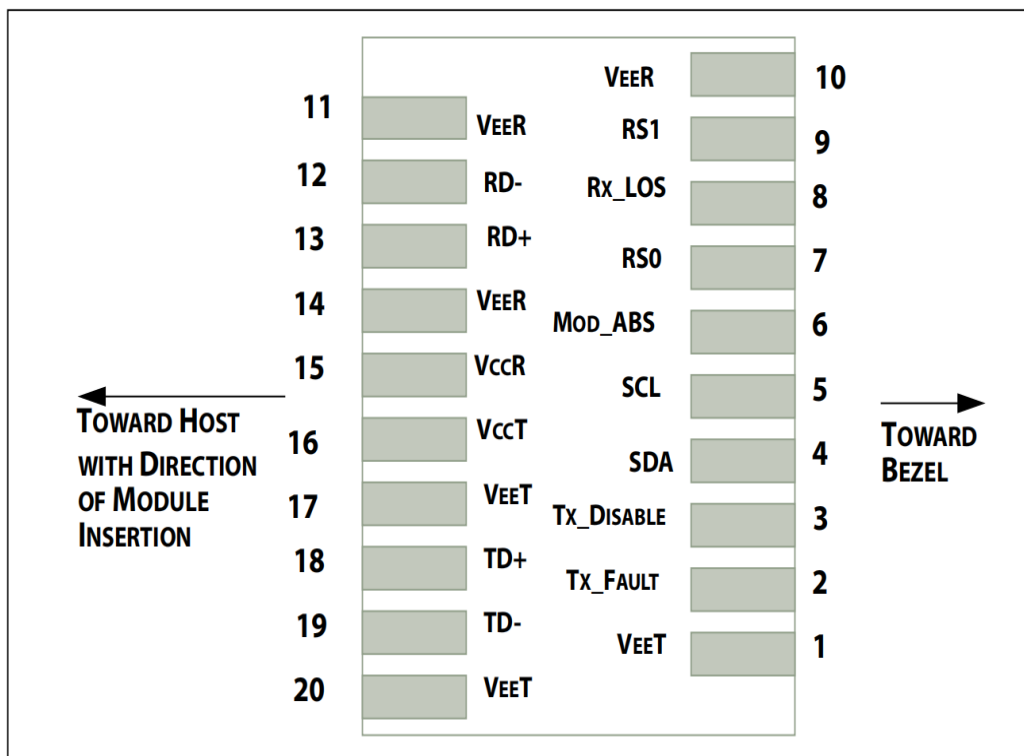 11
VEER
12
RD-
13
RD+
14
VEER
15
VCCR
16
VCCT
17
VEET
18
TD+
19
TD-
20
VEET
VEER
10
RS1
9
RX_LOS
8
RS0
7
MOD_ABS
6
SCL
5
SDA
4
TX_DISABLE
3
TX_FAULT
2
VEET
1
TOWARD HOST
WITH DIRECTION
OF MODULE
INSERTION
TOWARD
BEZEL